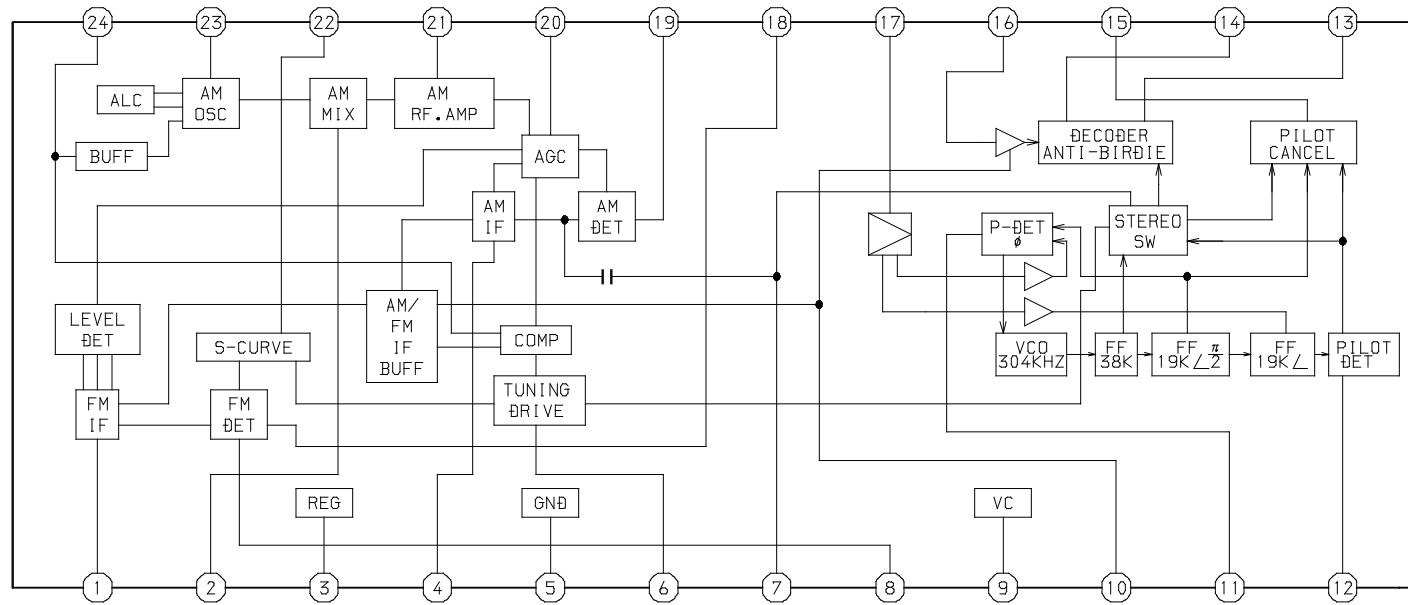 24 23 22 21 20 19 18 17 16 15 14 13
ALC
AM
OSC
AM
MIX
AM
RF.AMP
BUFF
AGC
DECODER
ANTI-BIRDIE
PILOT
CANCEL
AM
IF
AM
DET
P-DET
ø
STEREO
SW
LEVEL
DET
S-CURVE
AM/
FM
IF
BUFF
COMP
VCO
304KHZ
FF
38K
FF
19K∠π/2
FF
19K∠
PILOT
DET
FM
IF
FM
DET
TUNING
DRIVE
REG
GND
VC
1 2 3 4 5 6 7 8 9 10 11 12